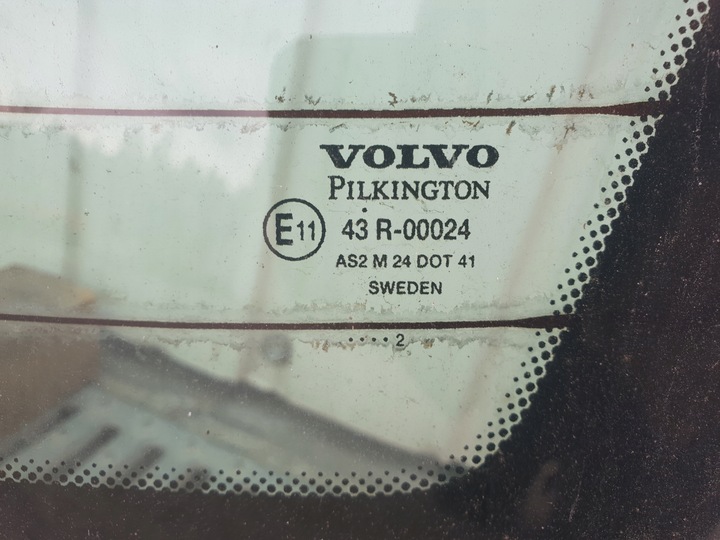 VOLVO
PILKINGTON
E11 43 R-00024
AS2 M 24 DOT 41
SWEDEN
.... 2